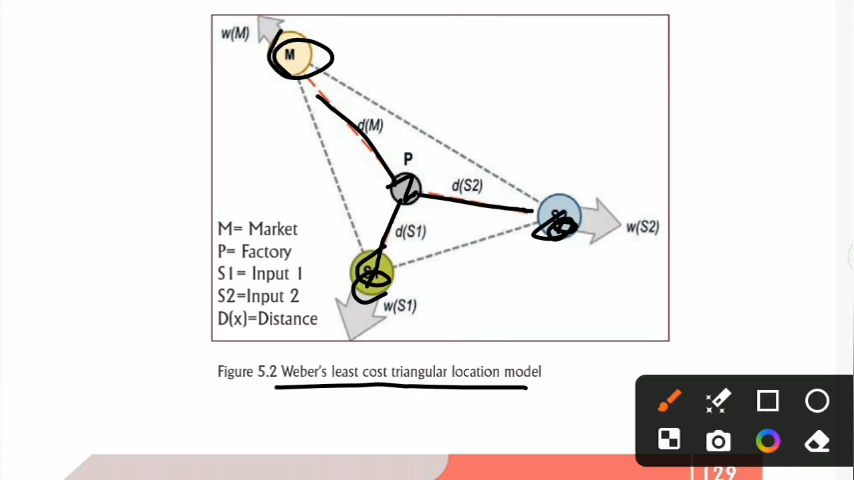 w(M)
M
d(M)
P
d(S2)
d(S1)
w(S2)
w(S1)
M= Market
P= Factory
S1= Input 1
S2=Input 2
D(x)=Distance
Figure 5.2 Weber's least cost triangular location model
129